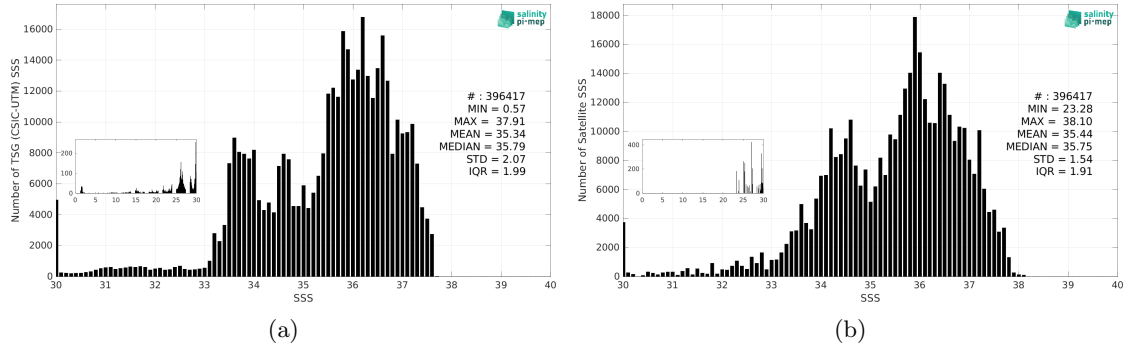 salinity
pi-mep
Number of TSG (CSIC-UTM) SSS
16000
14000
12000
10000
8000
6000
4000
2000
0
# : 396417
MIN = 0.57
MAX = 37.91
MEAN = 35.34
MEDIAN = 35.79
STD = 2.07
IQR = 1.99
200
100
0
0 5 10 15 20 25 30
30 31 32 33 34 35 36 37 38 39 40
SSS
(a)
salinity
pi-mep
Number of Satellite SSS
18000
16000
14000
12000
10000
8000
6000
4000
2000
0
# : 396417
MIN = 23.28
MAX = 38.10
MEAN = 35.44
MEDIAN = 35.75
STD = 1.54
IQR = 1.91
400
200
0
0 5 10 15 20 25 30
30 31 32 33 34 35 36 37 38 39 40
SSS
(b)